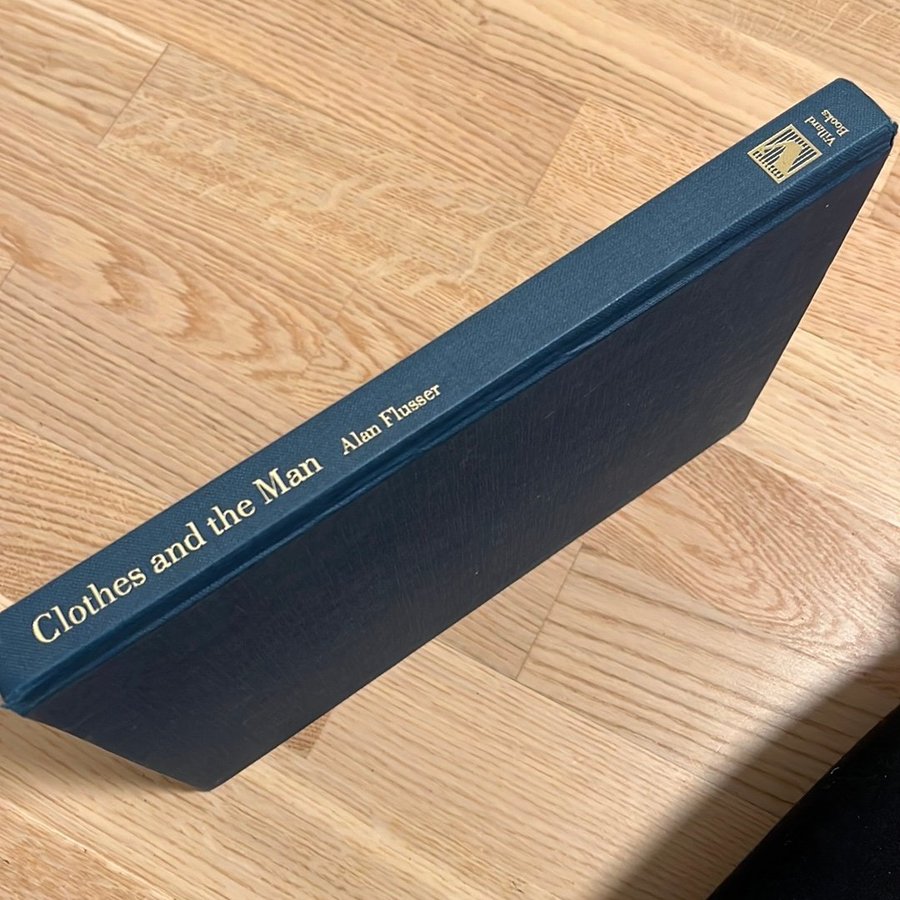 Clothes and the Man
Alan Flusser
Villard
Books